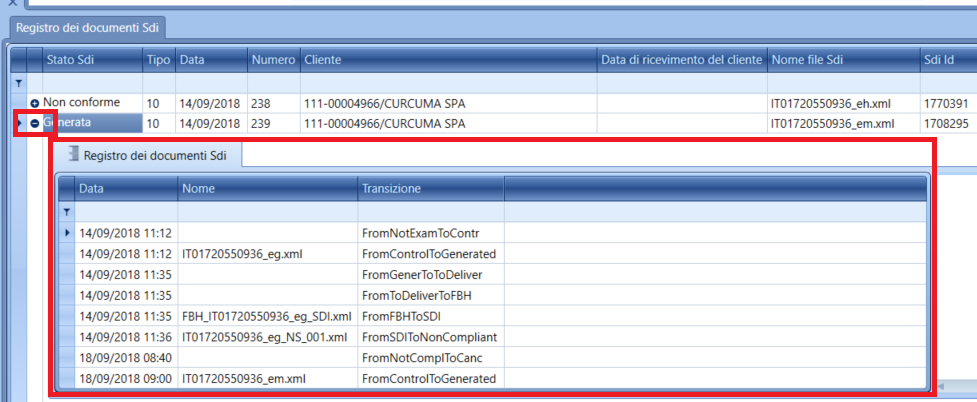 Registro dei documenti Sdi
Stato Sdi Tipo Data Numero Cliente Data di ricevimento del cliente Nome file Sdi Sdi Id
Non conforme 10 14/09/2018 238 111-00004966/CURCUMA SPA IT01720550936_eh.xml 1770391
Generata 10 14/09/2018 239 111-00004966/CURCUMA SPA IT01720550936_em.xml 1708295
Registro dei documenti Sdi
Data Nome Transizione
14/09/2018 11:12 FromNotExamToContr
14/09/2018 11:12 IT01720550936_eg.xml FromControlToGenerated
14/09/2018 11:35 FromGenerToToDeliver
14/09/2018 11:35 FromToDeliverToFBH
14/09/2018 11:35 FBH_IT01720550936_eg_SDI.xml FromFBHToSDI
14/09/2018 11:36 IT01720550936_eg_NS_001.xml FromSDIToNonCompliant
18/09/2018 08:40 FromNotComplToCanc
18/09/2018 09:00 IT01720550936_em.xml FromControlToGenerated